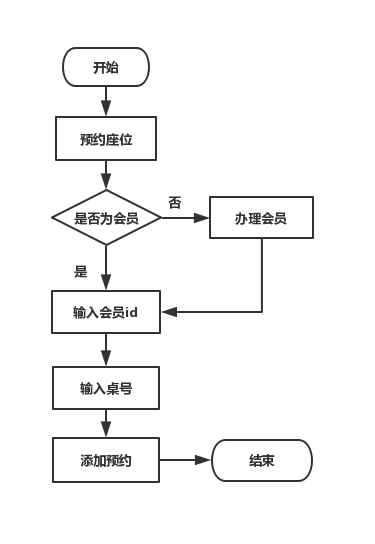 开始
预约座位
是否为会员
否
办理会员
是
输入会员id
输入桌号
添加预约
结束